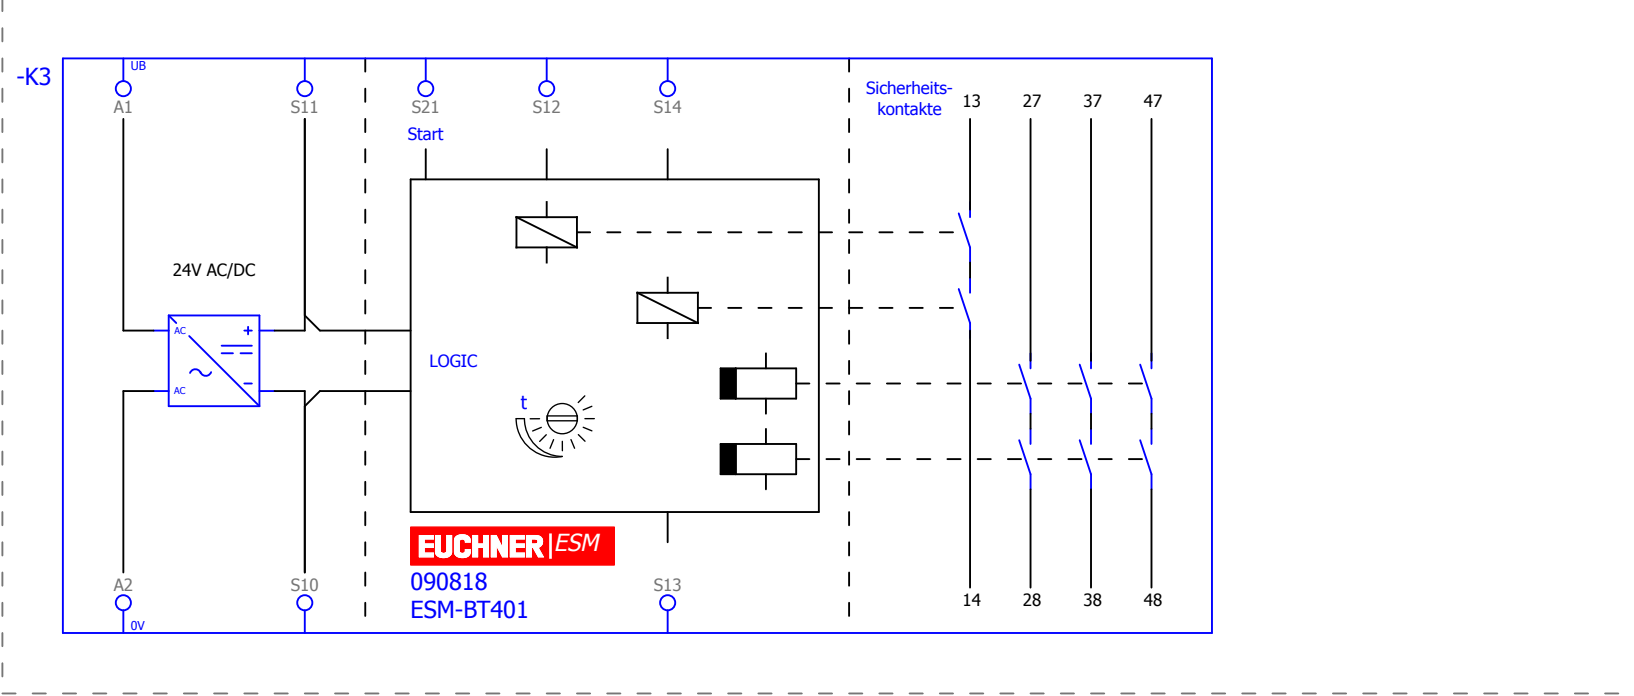 -K3
UB
A1
S11
S21
S12
S14
Start
Sicherheits-
kontakte
13
27
37
47
24V AC/DC
AC
+
AC
−
LOGIC
t
EUCHNER|ESM
090818
ESM-BT401
A2
S10
S13
0V
14
28
38
48